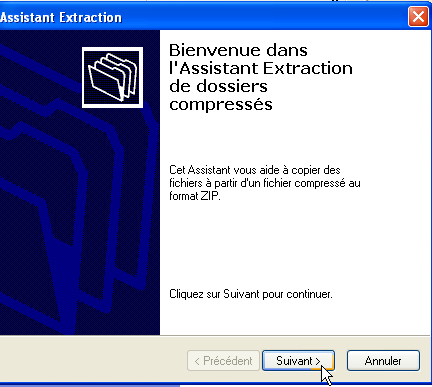 Assistant Extraction
Bienvenue dans
l'Assistant Extraction
de dossiers
compressés
Cet Assistant vous aide à copier des
fichiers à partir d'un fichier compressé au
format ZIP.
Cliquez sur Suivant pour continuer.
< Précédent Suivant > Annuler